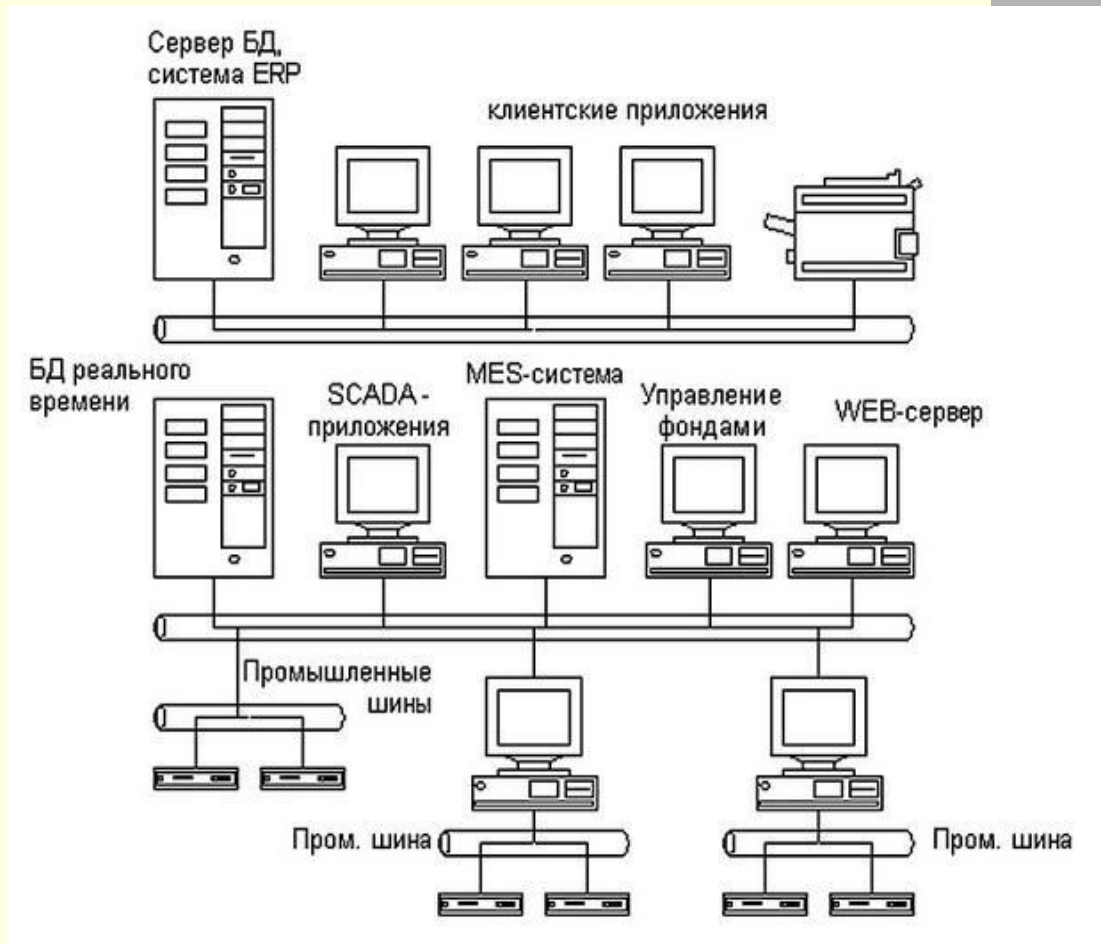 Сервер БД,
система ERP
клиентские приложения
БД реального
времени
SCADA -
приложения
MES-система
Управление
фондами
WEB-сервер
Промышленные
шины
Пром. шина
Пром. шина